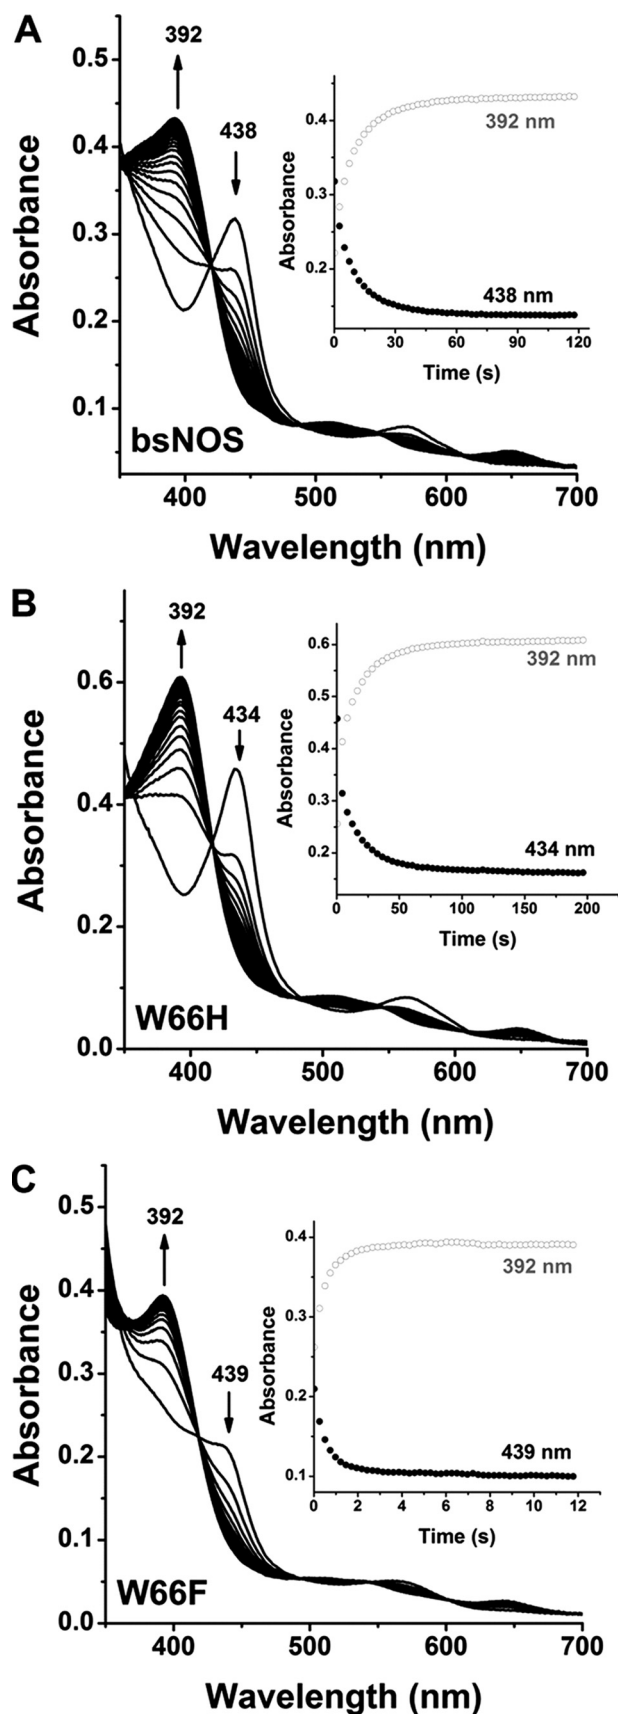 A
392
438
0.5
0.4
0.3
0.2
0.1
Absorbance
400
500
600
700
Wavelength (nm)
bsNOS
0.4
0.3
0.2
Absorbance
392 nm
438 nm
0
30
60
90
120
Time (s)
B
392
434
0.6
0.4
0.2
0.0
Absorbance
400
500
600
700
Wavelength (nm)
W66H
0.6
0.5
0.4
0.3
0.2
Absorbance
392 nm
434 nm
0
50
100
150
200
Time (s)
C
392
439
0.5
0.4
0.3
0.2
0.1
0.0
Absorbance
400
500
600
700
Wavelength (nm)
W66F
0.4
0.3
0.2
0.1
Absorbance
392 nm
439 nm
0
2
4
6
8
10
12
Time (s)